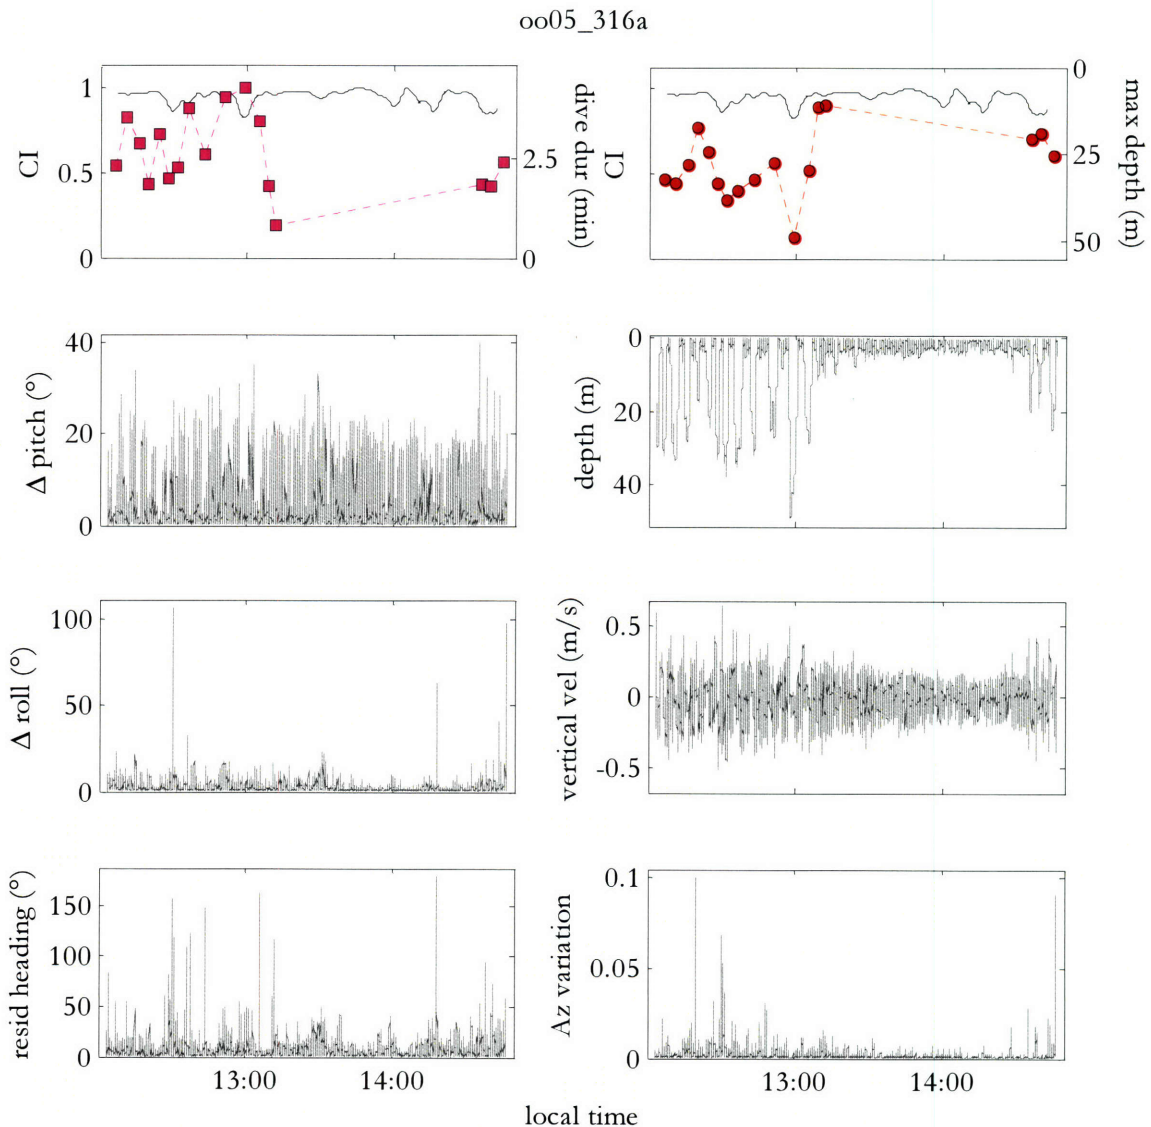 oo05_316a
1
0.5
0
CI
2.5
0
dive dur (min)
CI
0
25
50
max depth (m)
40
20
0
Δ pitch (°)
0
20
40
depth (m)
100
50
0
Δ roll (°)
0.5
0
-0.5
vertical vel (m/s)
150
100
50
0
resid heading (°)
13:00
14:00
0.1
0.05
0
Az variation
13:00
14:00
local time